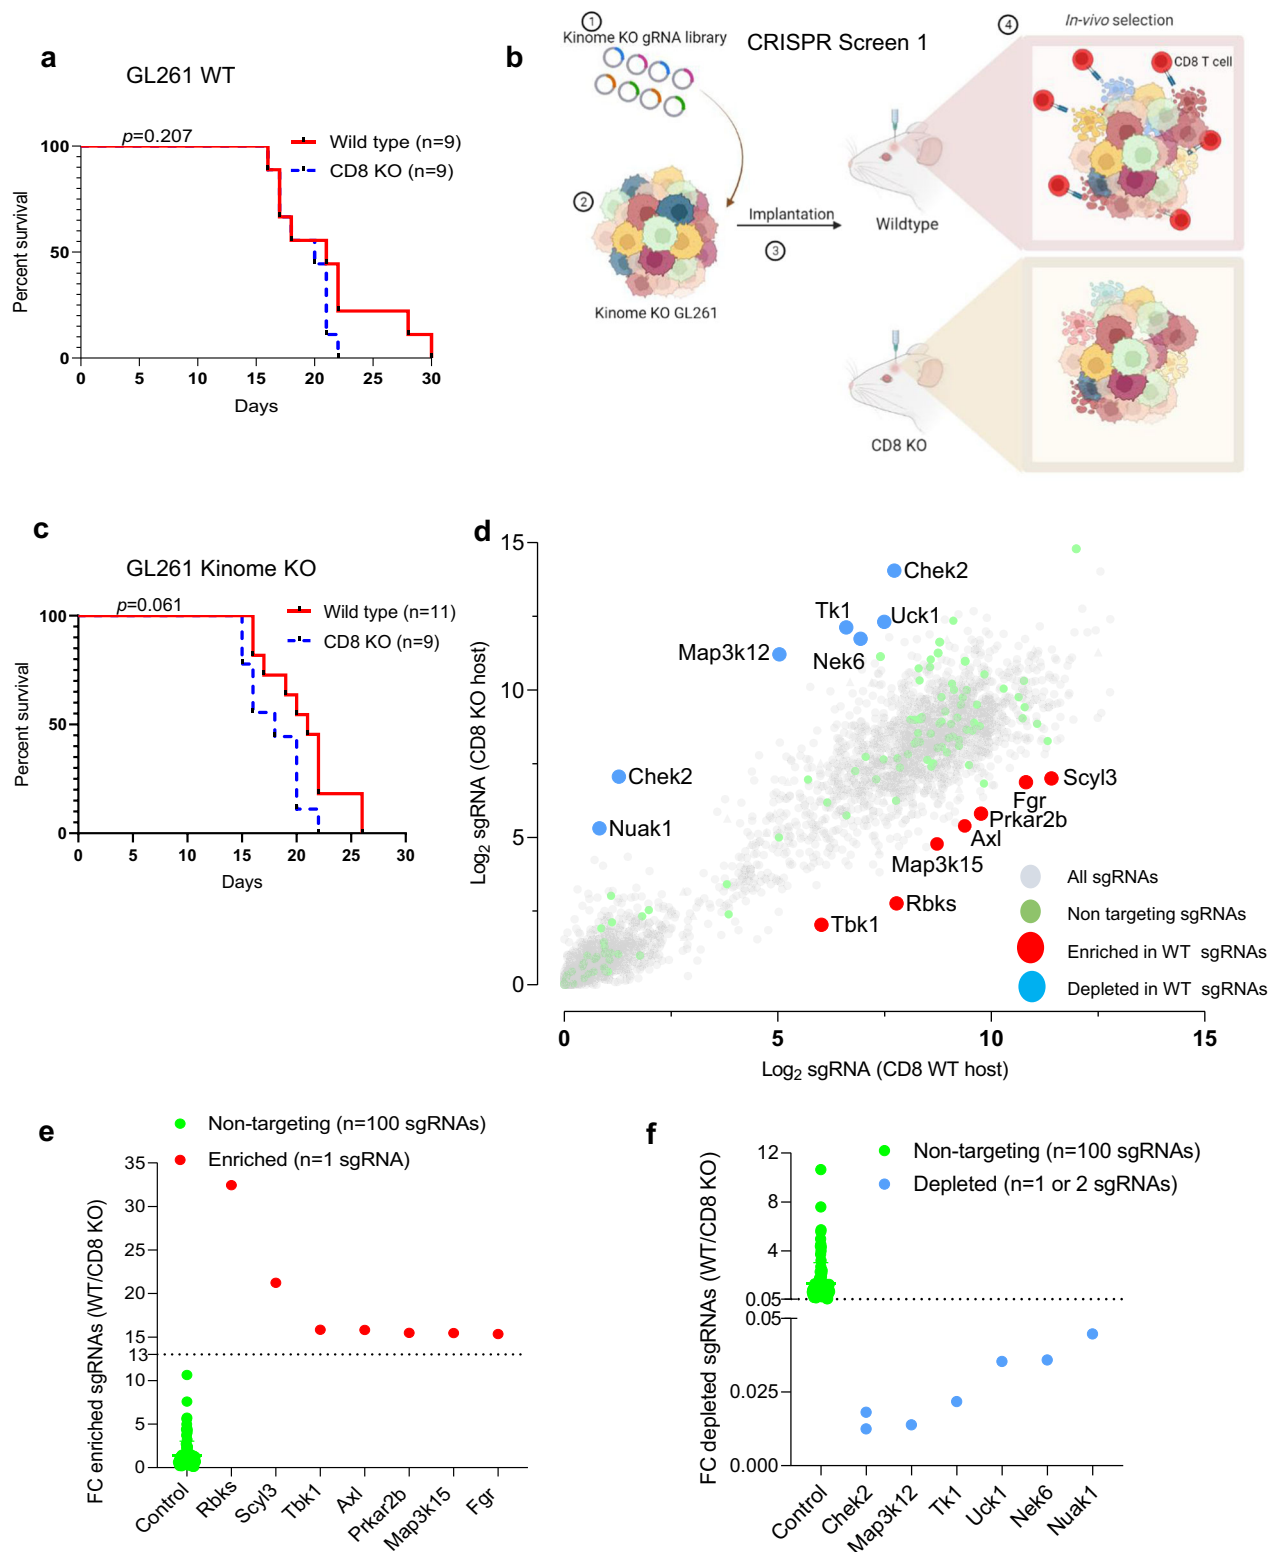 a
GL261 WT
p=0.207
Wild type (n=9)
CD8 KO (n=9)
Percent survival
100
50
0
0 5 10 15 20 25 30
Days
b
1
Kinome KO gRNA library
CRISPR Screen 1
4
In-vivo selection
CD8 T cell
2
Implantation
3
Wildtype
Kinome KO GL261
CD8 KO
c
GL261 Kinome KO
p=0.061
Wild type (n=11)
CD8 KO (n=9)
Percent survival
100
50
0
0 5 10 15 20 25 30
Days
d
Log2 sgRNA (CD8 KO host)
15
10
5
0
Chek2
Tk1
Uck1
Map3k12
Nek6
Chek2
Nuak1
Scyl3
Fgr
Prkar2b
Axl
Map3k15
Rbks
Tbk1
All sgRNAs
Non targeting sgRNAs
Enriched in WT sgRNAs
Depleted in WT sgRNAs
0 5 10 15
Log2 sgRNA (CD8 WT host)
e
Non-targeting (n=100 sgRNAs)
Enriched (n=1 sgRNA)
FC enriched sgRNAs (WT/CD8 KO)
35
30
25
20
15
13
10
5
0
Control Rbks Scyl3 Tbk1 Axl Prkar2b Map3k15 Fgr
f
Non-targeting (n=100 sgRNAs)
Depleted (n=1 or 2 sgRNAs)
FC depleted sgRNAs (WT/CD8 KO)
12
8
4
0.05
0.05
0.025
0.000
Control Chek2 Map3k12 Tk1 Uck1 Nek6 Nuak1